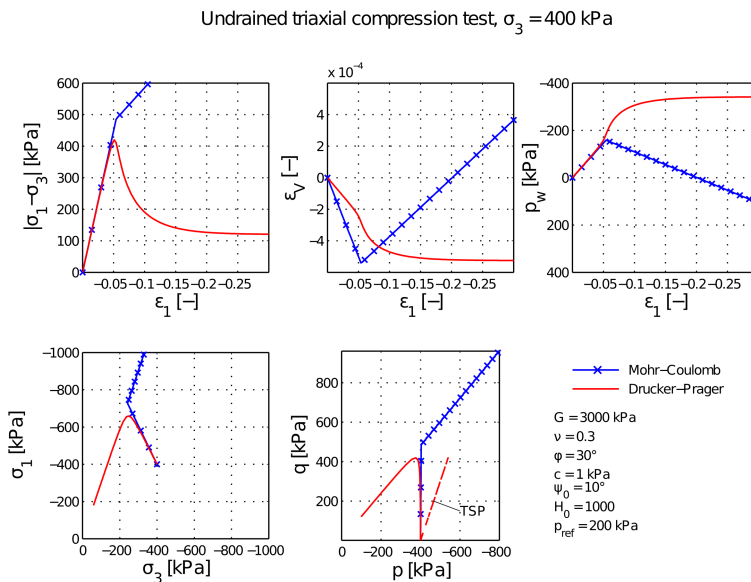 Undrained triaxial compression test, σ3 = 400 kPa
x 10⁻⁴
600
500
400
300
200
100
0
|σ1−σ3| [kPa]
−0.05 −0.1 −0.15 −0.2 −0.25
ε1 [−]
4
2
0
−2
−4
εV [−]
−0.05 −0.1 −0.15 −0.2 −0.25
ε1 [−]
−400
−200
0
200
400
pw [kPa]
−0.05 −0.1 −0.15 −0.2 −0.25
ε1 [−]
−1000
−800
−600
−400
−200
0
σ1 [kPa]
0 −200 −400 −600 −800 −1000
σ3 [kPa]
800
600
400
200
0
q [kPa]
TSP
0 −200 −400 −600 −800
p [kPa]
Mohr−Coulomb
Drucker−Prager
G = 3000 kPa
ν = 0.3
φ = 30°
c = 1 kPa
ψ0 = 10°
H0 = 1000
pref = 200 kPa